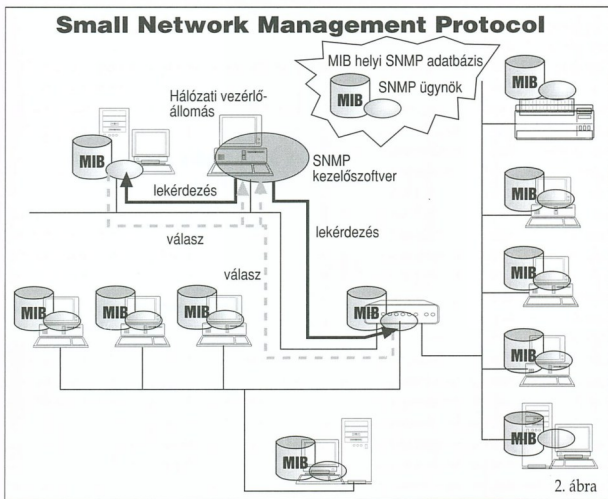 Small Network Management Protocol
MIB helyi SNMP adatbázis
MIB
SNMP ügynök
Hálózati vezérlő-
állomás
MIB
MIB
SNMP
kezelőszoftver
lekérdezés
lekérdezés
válasz
válasz
MIB
MIB
MIB
MIB
MIB
MIB
MIB
MIB
MIB
MIB
2. ábra